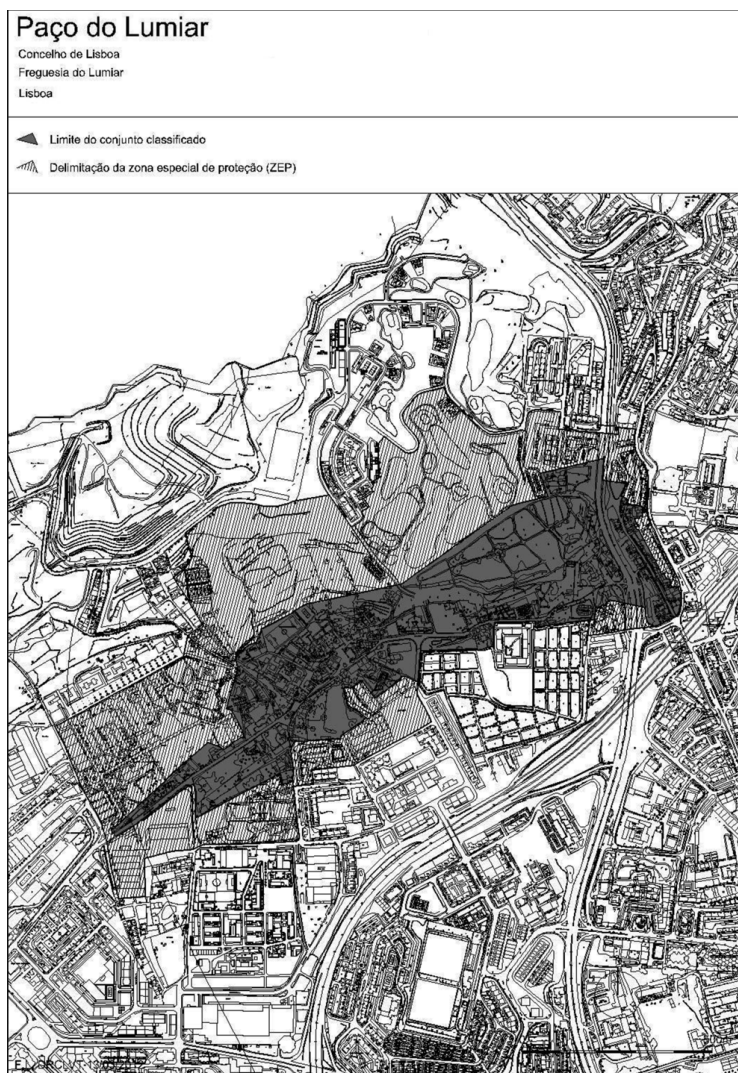 Paço do Lumiar
Concelho de Lisboa
Freguesia do Lumiar
Lisboa
Limite do conjunto classificado
Delimitação da zona especial de proteção (ZEP)